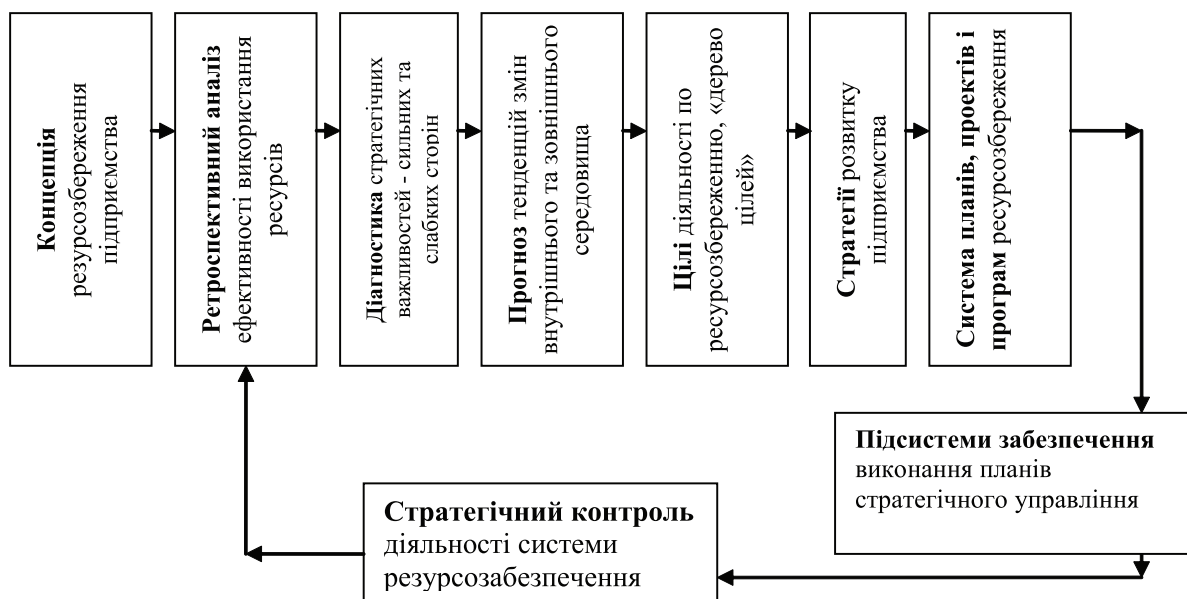 Концепція
резурсозбереження
підприємства
Ретроспективний аналіз
ефективності використання
ресурсів
Діагностика стратегічних
важливостей - сильних та
слабких сторін
Прогноз тенденцій змін
внутрішнього та зовнішнього
середовища
Цілі діяльності по
ресурсозбереженню, «дерево
цілей»
Стратегії розвитку
підприємства
Система планів, проектів і
програм ресурсозбереження
Підсистеми забезпечення
виконання планів
стратегічного управління
Стратегічний контроль
діяльності системи
резурсозабезпечення